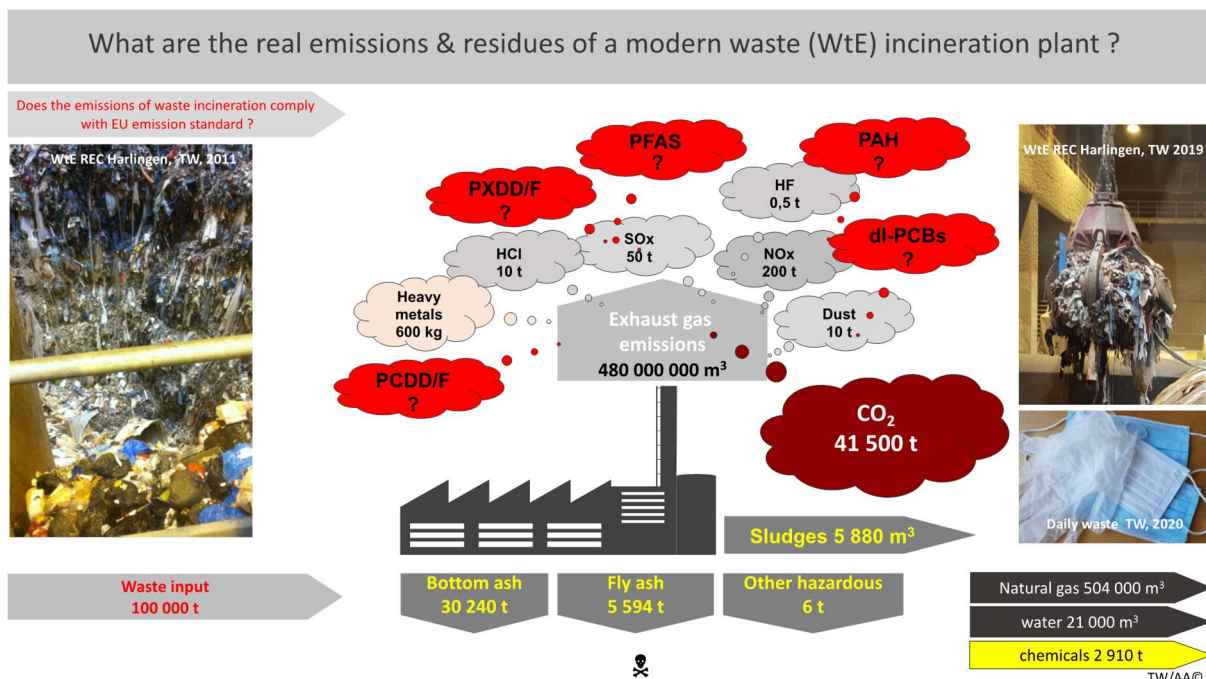 What are the real emissions & residues of a modern waste (WtE) incineration plant ?
Does the emissions of waste incineration comply
with EU emission standard ?
WtE REC Harlingen, TW, 2011
PFAS
?
PAH
?
WtE REC Harlingen, TW 2019
PXDD/F
?
HF
0,5 t
HCl
10 t
SOx
50 t
NOx
200 t
dl-PCBs
?
Heavy
metals
600 kg
Dust
10 t
Exhaust gas
emissions
480 000 000 m³
PCDD/F
?
CO₂
41 500 t
Daily waste TW, 2020
Sludges 5 880 m³
Waste input
100 000 t
Bottom ash
30 240 t
Fly ash
5 594 t
Other hazardous
6 t
Natural gas 504 000 m³
water 21 000 m³
chemicals 2 910 t
TW/AA©